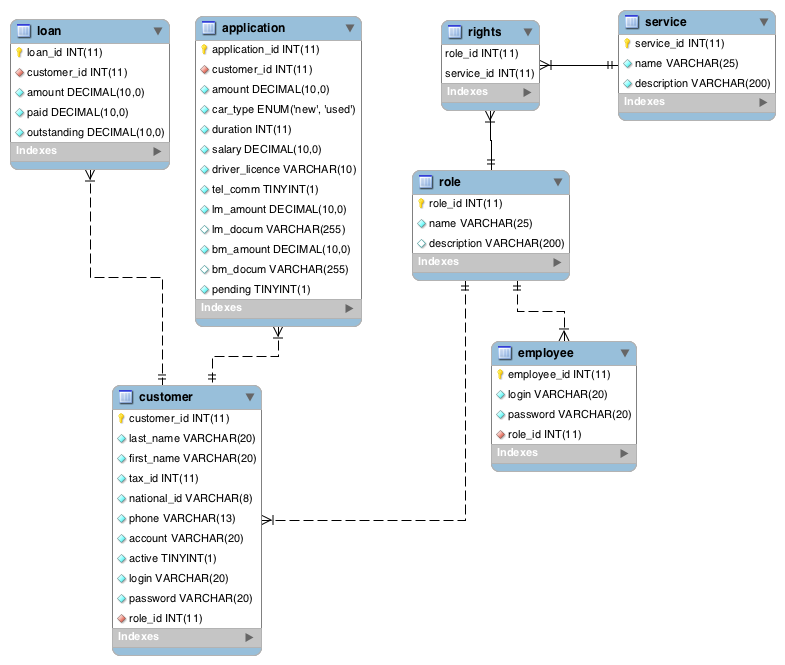 loan
loan_id INT(11)
customer_id INT(11)
amount DECIMAL(10,0)
paid DECIMAL(10,0)
outstanding DECIMAL(10,0)
Indexes
application
application_id INT(11)
customer_id INT(11)
amount DECIMAL(10,0)
car_type ENUM('new', 'used')
duration INT(11)
salary DECIMAL(10,0)
driver_licence VARCHAR(10)
tel_comm TINYINT(1)
lm_amount DECIMAL(10,0)
lm_docum VARCHAR(255)
bm_amount DECIMAL(10,0)
bm_docum VARCHAR(255)
pending TINYINT(1)
Indexes
rights
role_id INT(11)
service_id INT(11)
Indexes
service
service_id INT(11)
name VARCHAR(25)
description VARCHAR(200)
Indexes
role
role_id INT(11)
name VARCHAR(25)
description VARCHAR(200)
Indexes
employee
employee_id INT(11)
login VARCHAR(20)
password VARCHAR(20)
role_id INT(11)
Indexes
customer
customer_id INT(11)
last_name VARCHAR(20)
first_name VARCHAR(20)
tax_id INT(11)
national_id VARCHAR(8)
phone VARCHAR(13)
account VARCHAR(20)
active TINYINT(1)
login VARCHAR(20)
password VARCHAR(20)
role_id INT(11)
Indexes